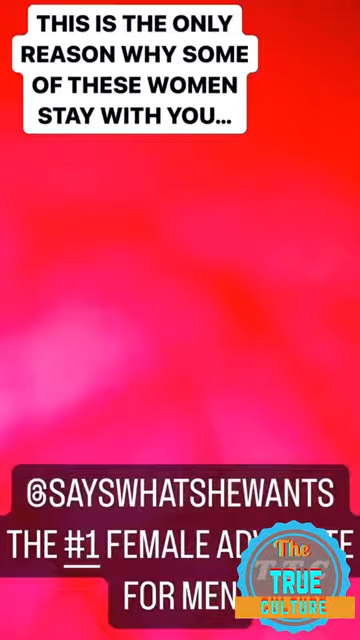 THIS IS THE ONLY
REASON WHY SOME
OF THESE WOMEN
STAY WITH YOU...
@SAYSWHATSHEWANTS
THE #1 FEMALE
FOR MEN
The
TRUE
CULTURE